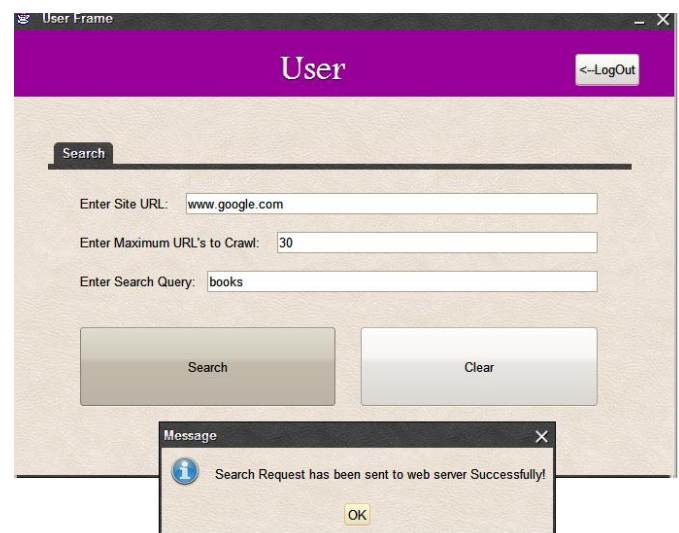 User Frame
User
<--LogOut
Search
Enter Site URL: www.google.com
Enter Maximum URL's to Crawl: 30
Enter Search Query: books
Search Clear
Message
Search Request has been sent to web server Successfully!
OK